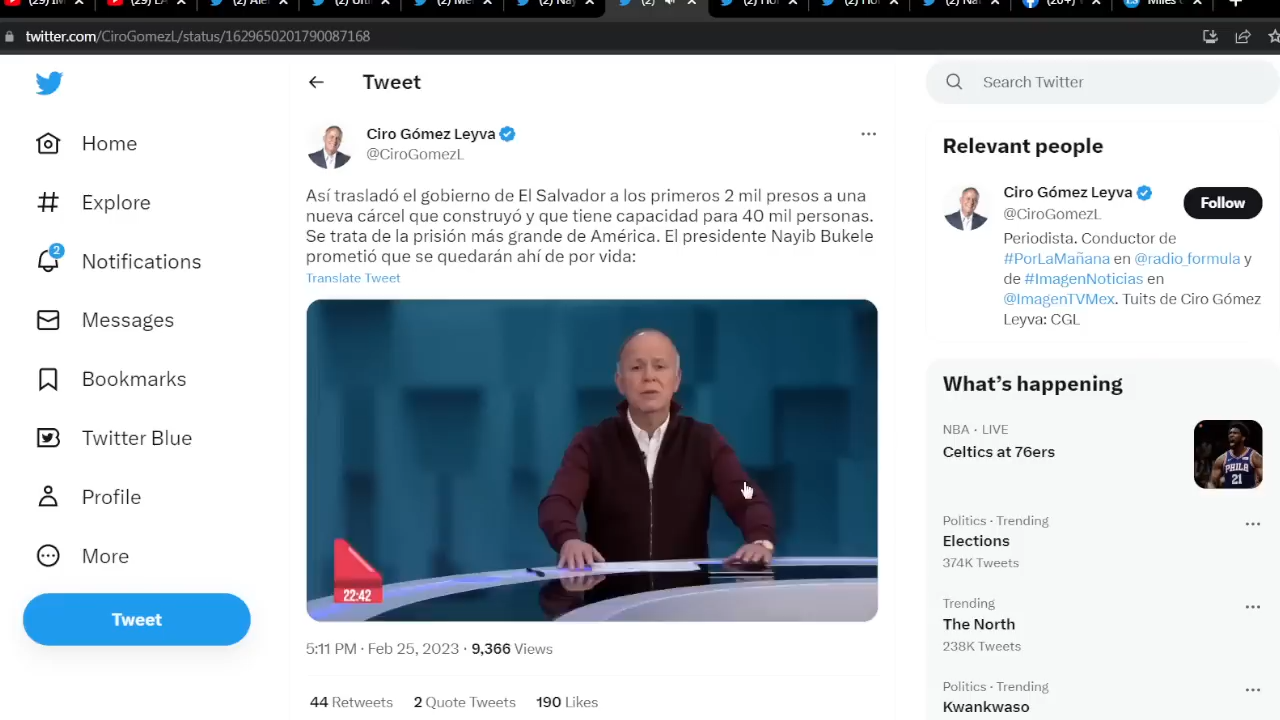 twitter.com/CiroGomezL/status/1629650201790087168
Home
Explore
2
Notifications
Messages
Bookmarks
Twitter Blue
Profile
More
Tweet
Tweet
Ciro Gómez Leyva
@CiroGomezL
Así trasladó el gobierno de El Salvador a los primeros 2 mil presos a una
nueva cárcel que construyó y que tiene capacidad para 40 mil personas.
Se trata de la prisión más grande de América. El presidente Nayib Bukele
prometió que se quedarán ahí de por vida:
Translate Tweet
22:42
5:11 PM · Feb 25, 2023 · 9,366 Views
44 Retweets 2 Quote Tweets 190 Likes
Search Twitter
Relevant people
Ciro Gómez Leyva
@CiroGomezL
Follow
Periodista. Conductor de
#PorLaMañana en @radio_formula y
de #ImagenNoticias en
@ImagenTVMex. Tuits de Ciro Gómez
Leyva: CGL
What's happening
NBA · LIVE
Celtics at 76ers
PHILA
21
Politics · Trending
Elections
374K Tweets
Trending
The North
238K Tweets
Politics · Trending
Kwankwaso